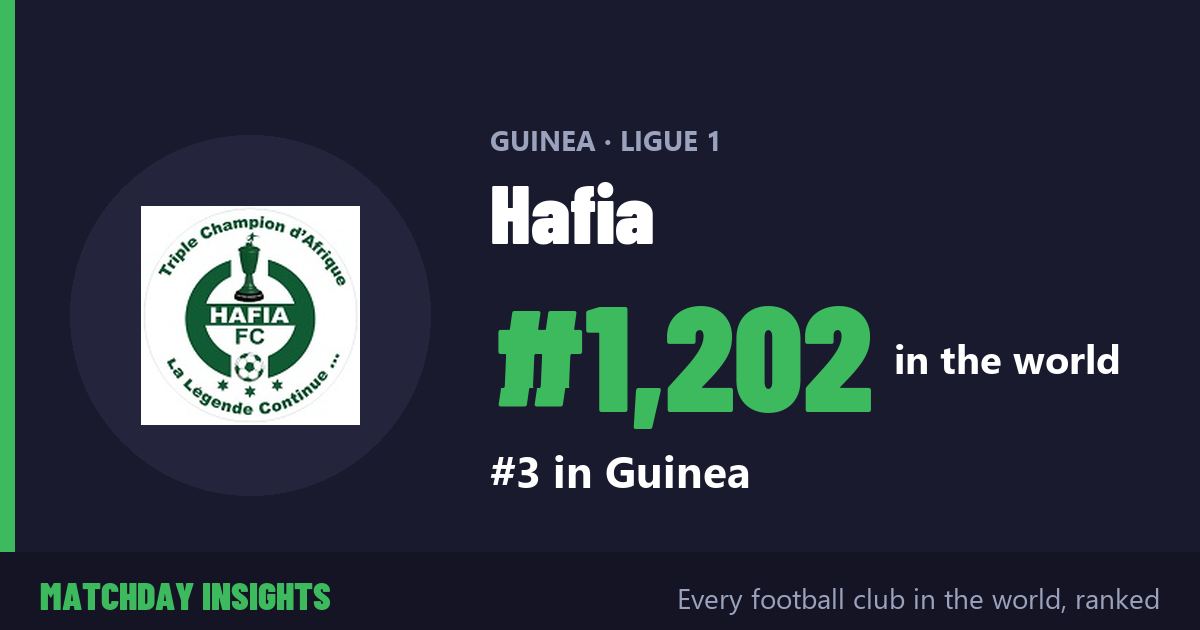 GUINEA · LIGUE 1
Hafia
#1,202 in the world
#3 in Guinea
Triple Champion d'Afrique
HAFIA
FC
La Légende Continue ...
MATCHDAY INSIGHTS
Every football club in the world, ranked